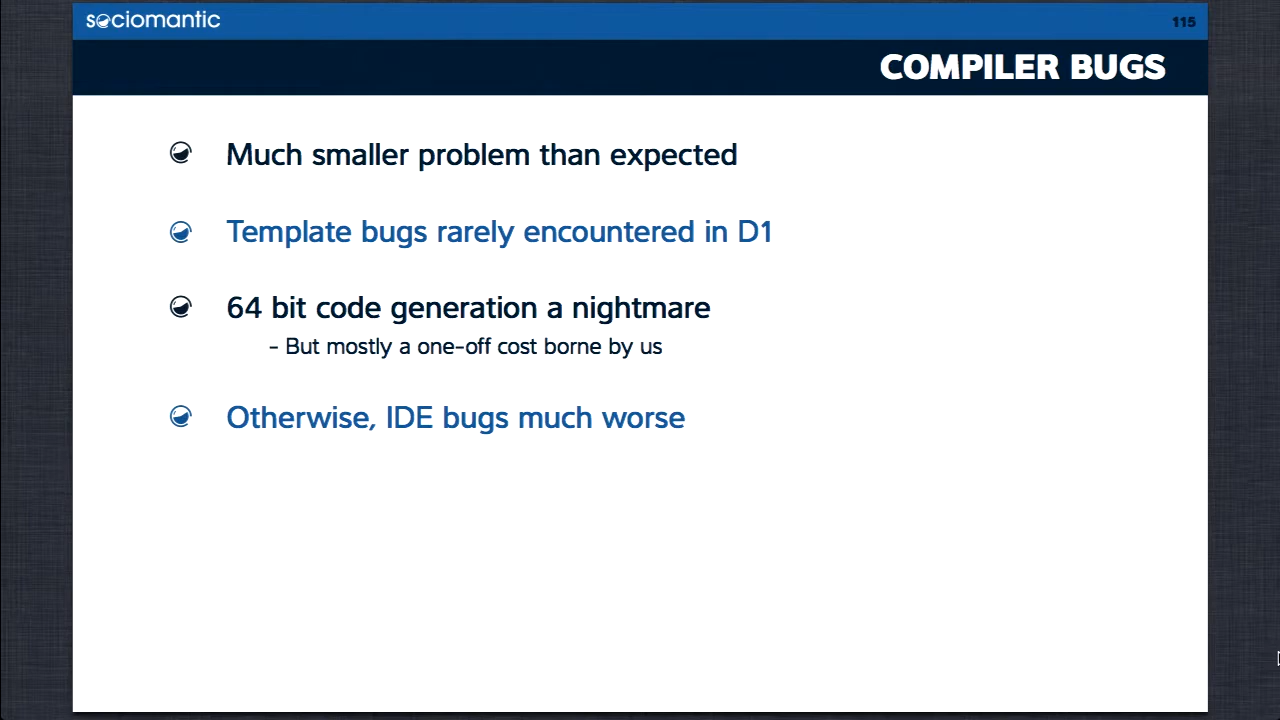 sociomantic
115
COMPILER BUGS
Much smaller problem than expected
Template bugs rarely encountered in D1
64 bit code generation a nightmare
- But mostly a one-off cost borne by us
Otherwise, IDE bugs much worse